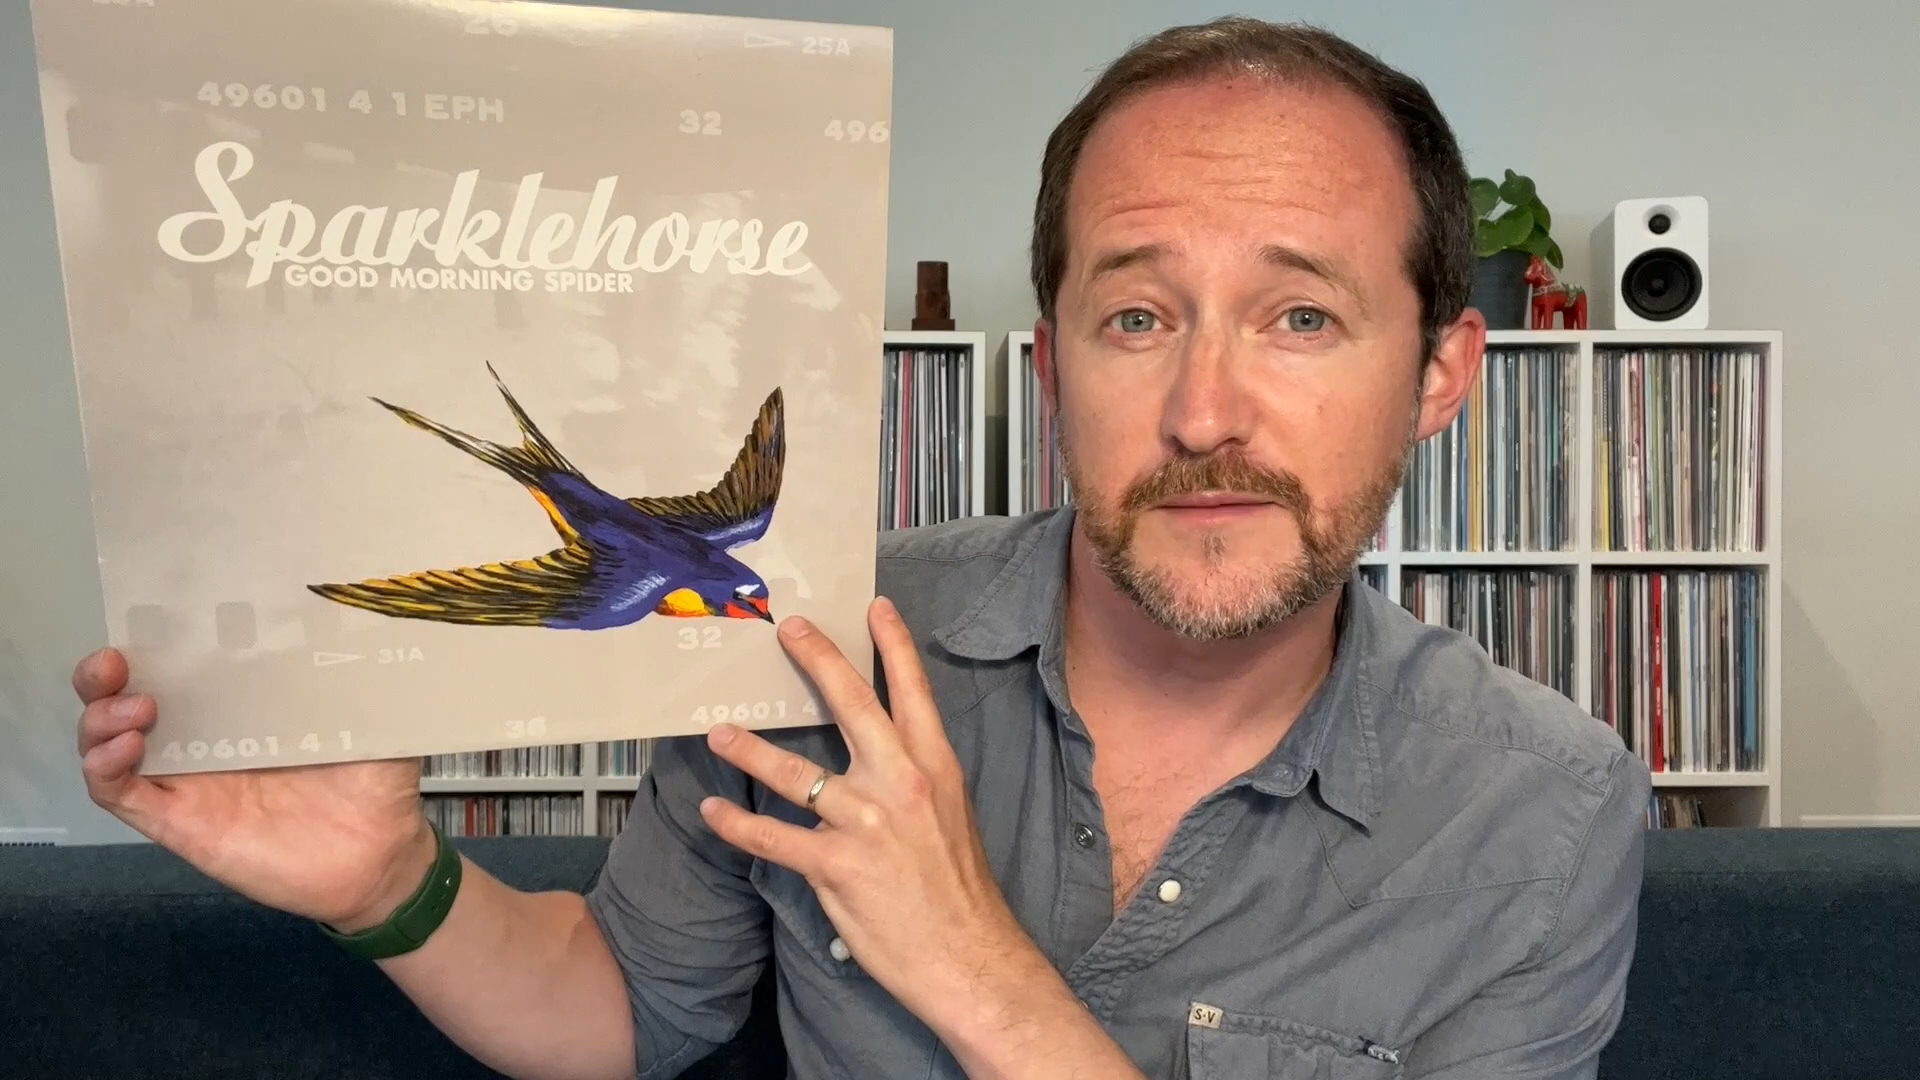 26
25A
49601 4 1 EPH
32
496
Sparklehorse
GOOD MORNING SPIDER
32
31A
49601 4
36
49601 4 1
S·V